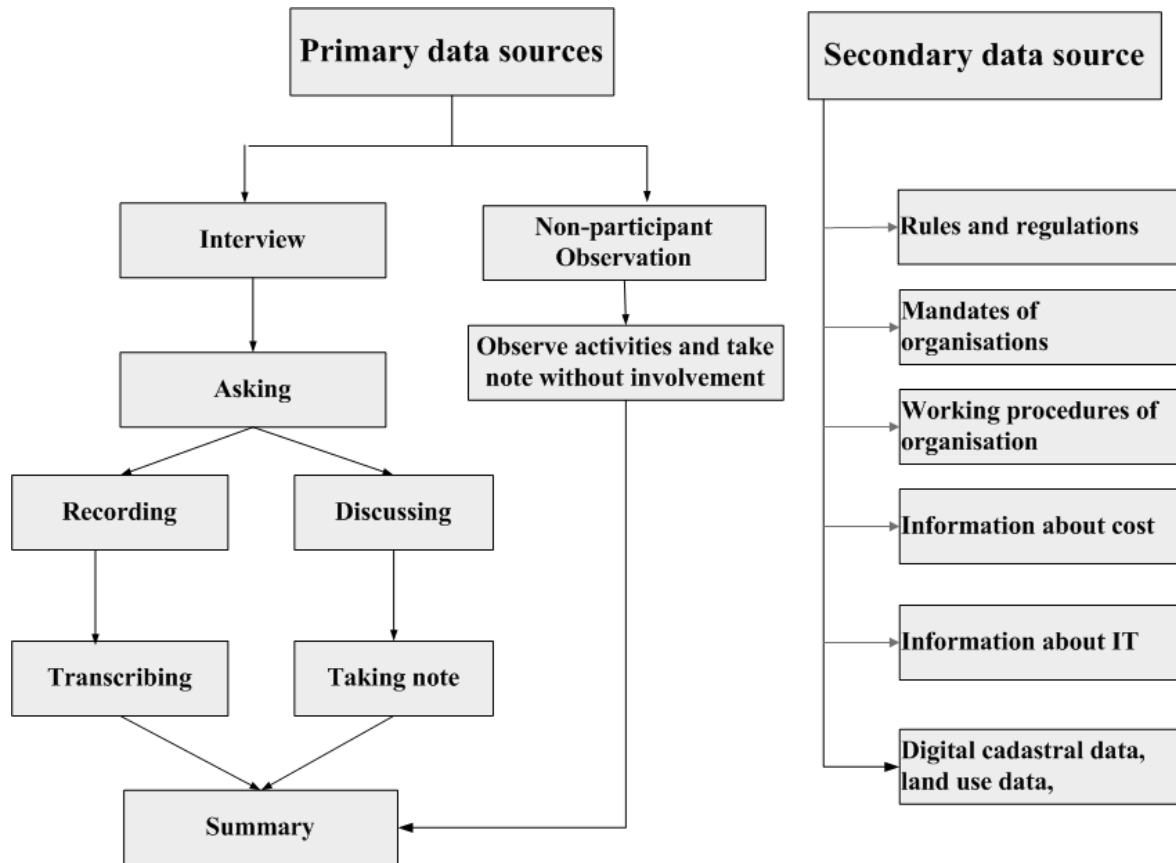 Primary data sources
Secondary data source
Interview
Non-participant
Observation
Asking
Observe activities and take
note without involvement
Recording
Discussing
Transcribing
Taking note
Summary
Rules and regulations
Mandates of
organisations
Working procedures of
organisation
Information about cost
Information about IT
Digital cadastral data,
land use data,